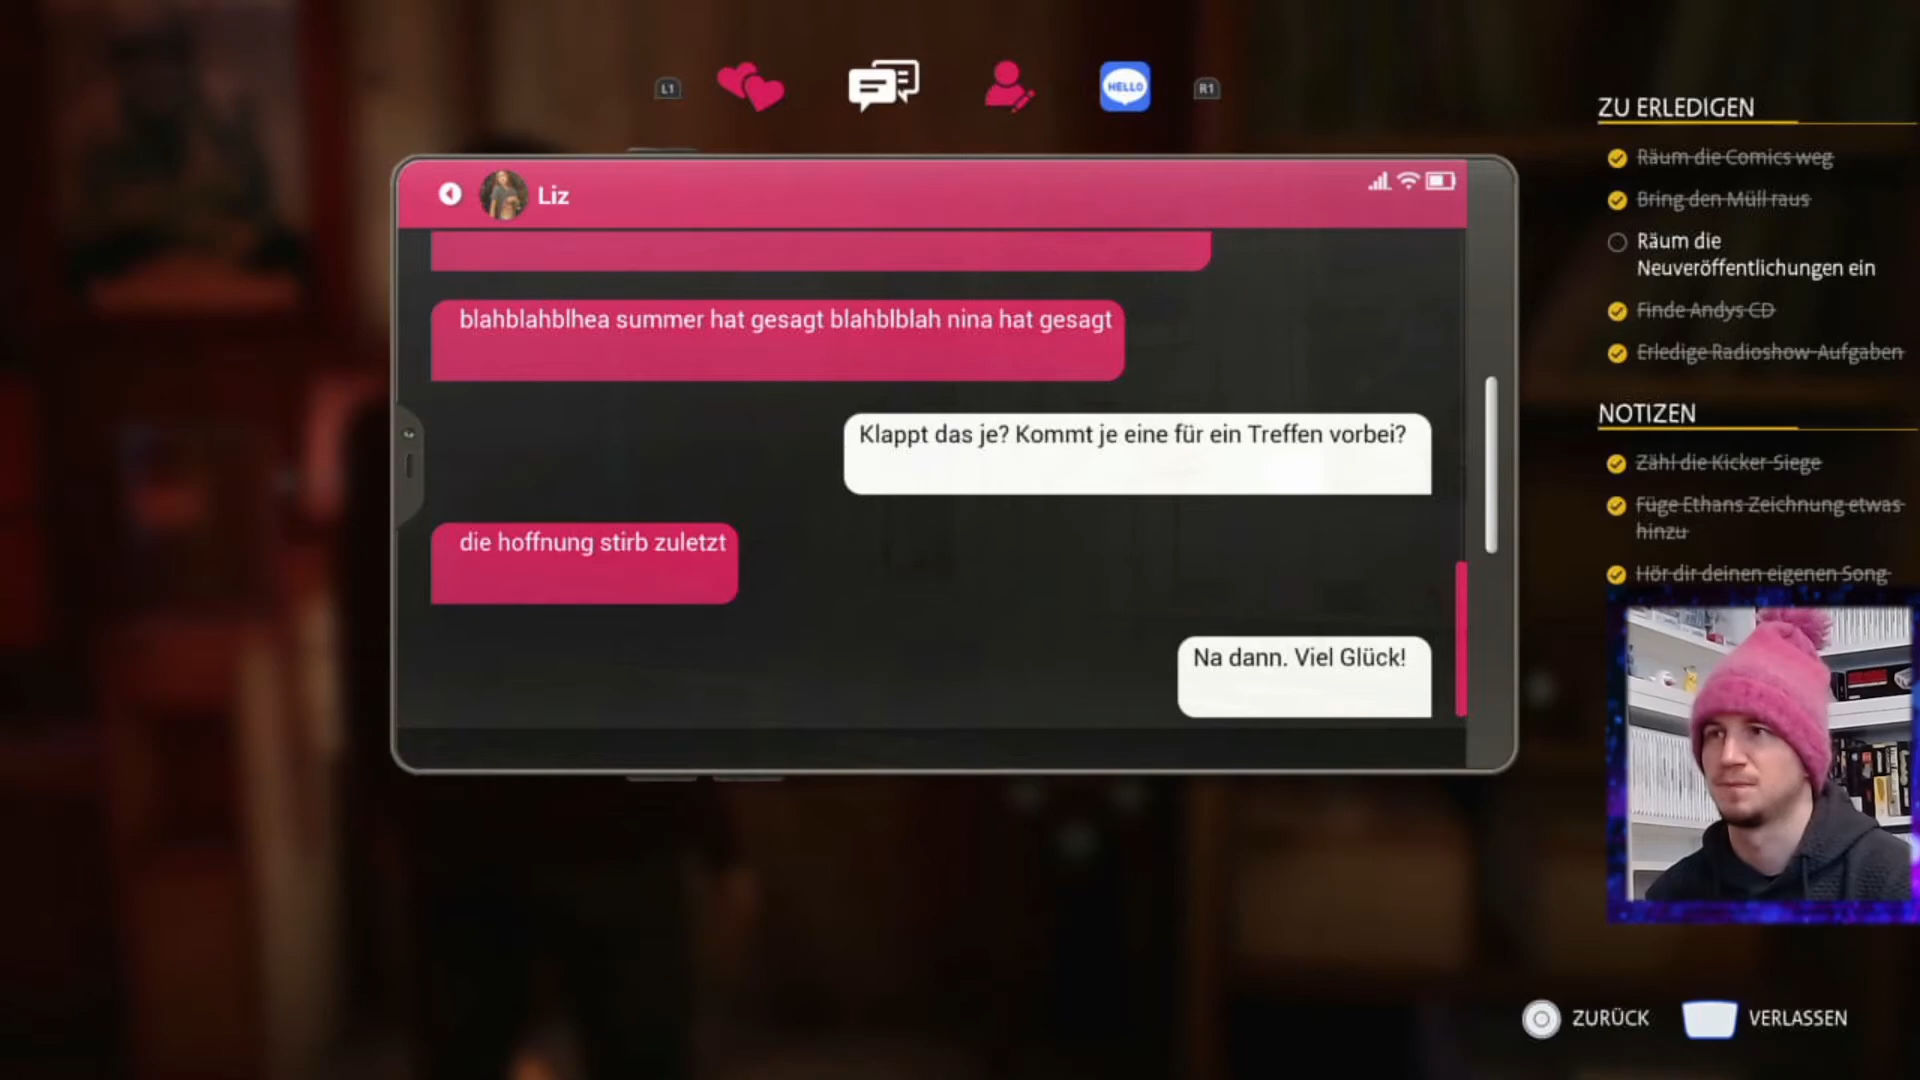 L1
HELLO
R1
Liz
blahblahblhea summer hat gesagt blahblblah nina hat gesagt
Klappt das je? Kommt je eine für ein Treffen vorbei?
die hoffnung stirb zuletzt
Na dann. Viel Glück!
ZU ERLEDIGEN
Räum die Comics weg
Bring den Müll raus
Räum die
Neuveröffentlichungen ein
Finde Andys CD
Erledige Radioshow-Aufgaben
NOTIZEN
Zähl die Kicker-Siege
Füge Ethans Zeichnung etwas
hinzu
Hör dir deinen eigenen Song
ZURÜCK
VERLASSEN